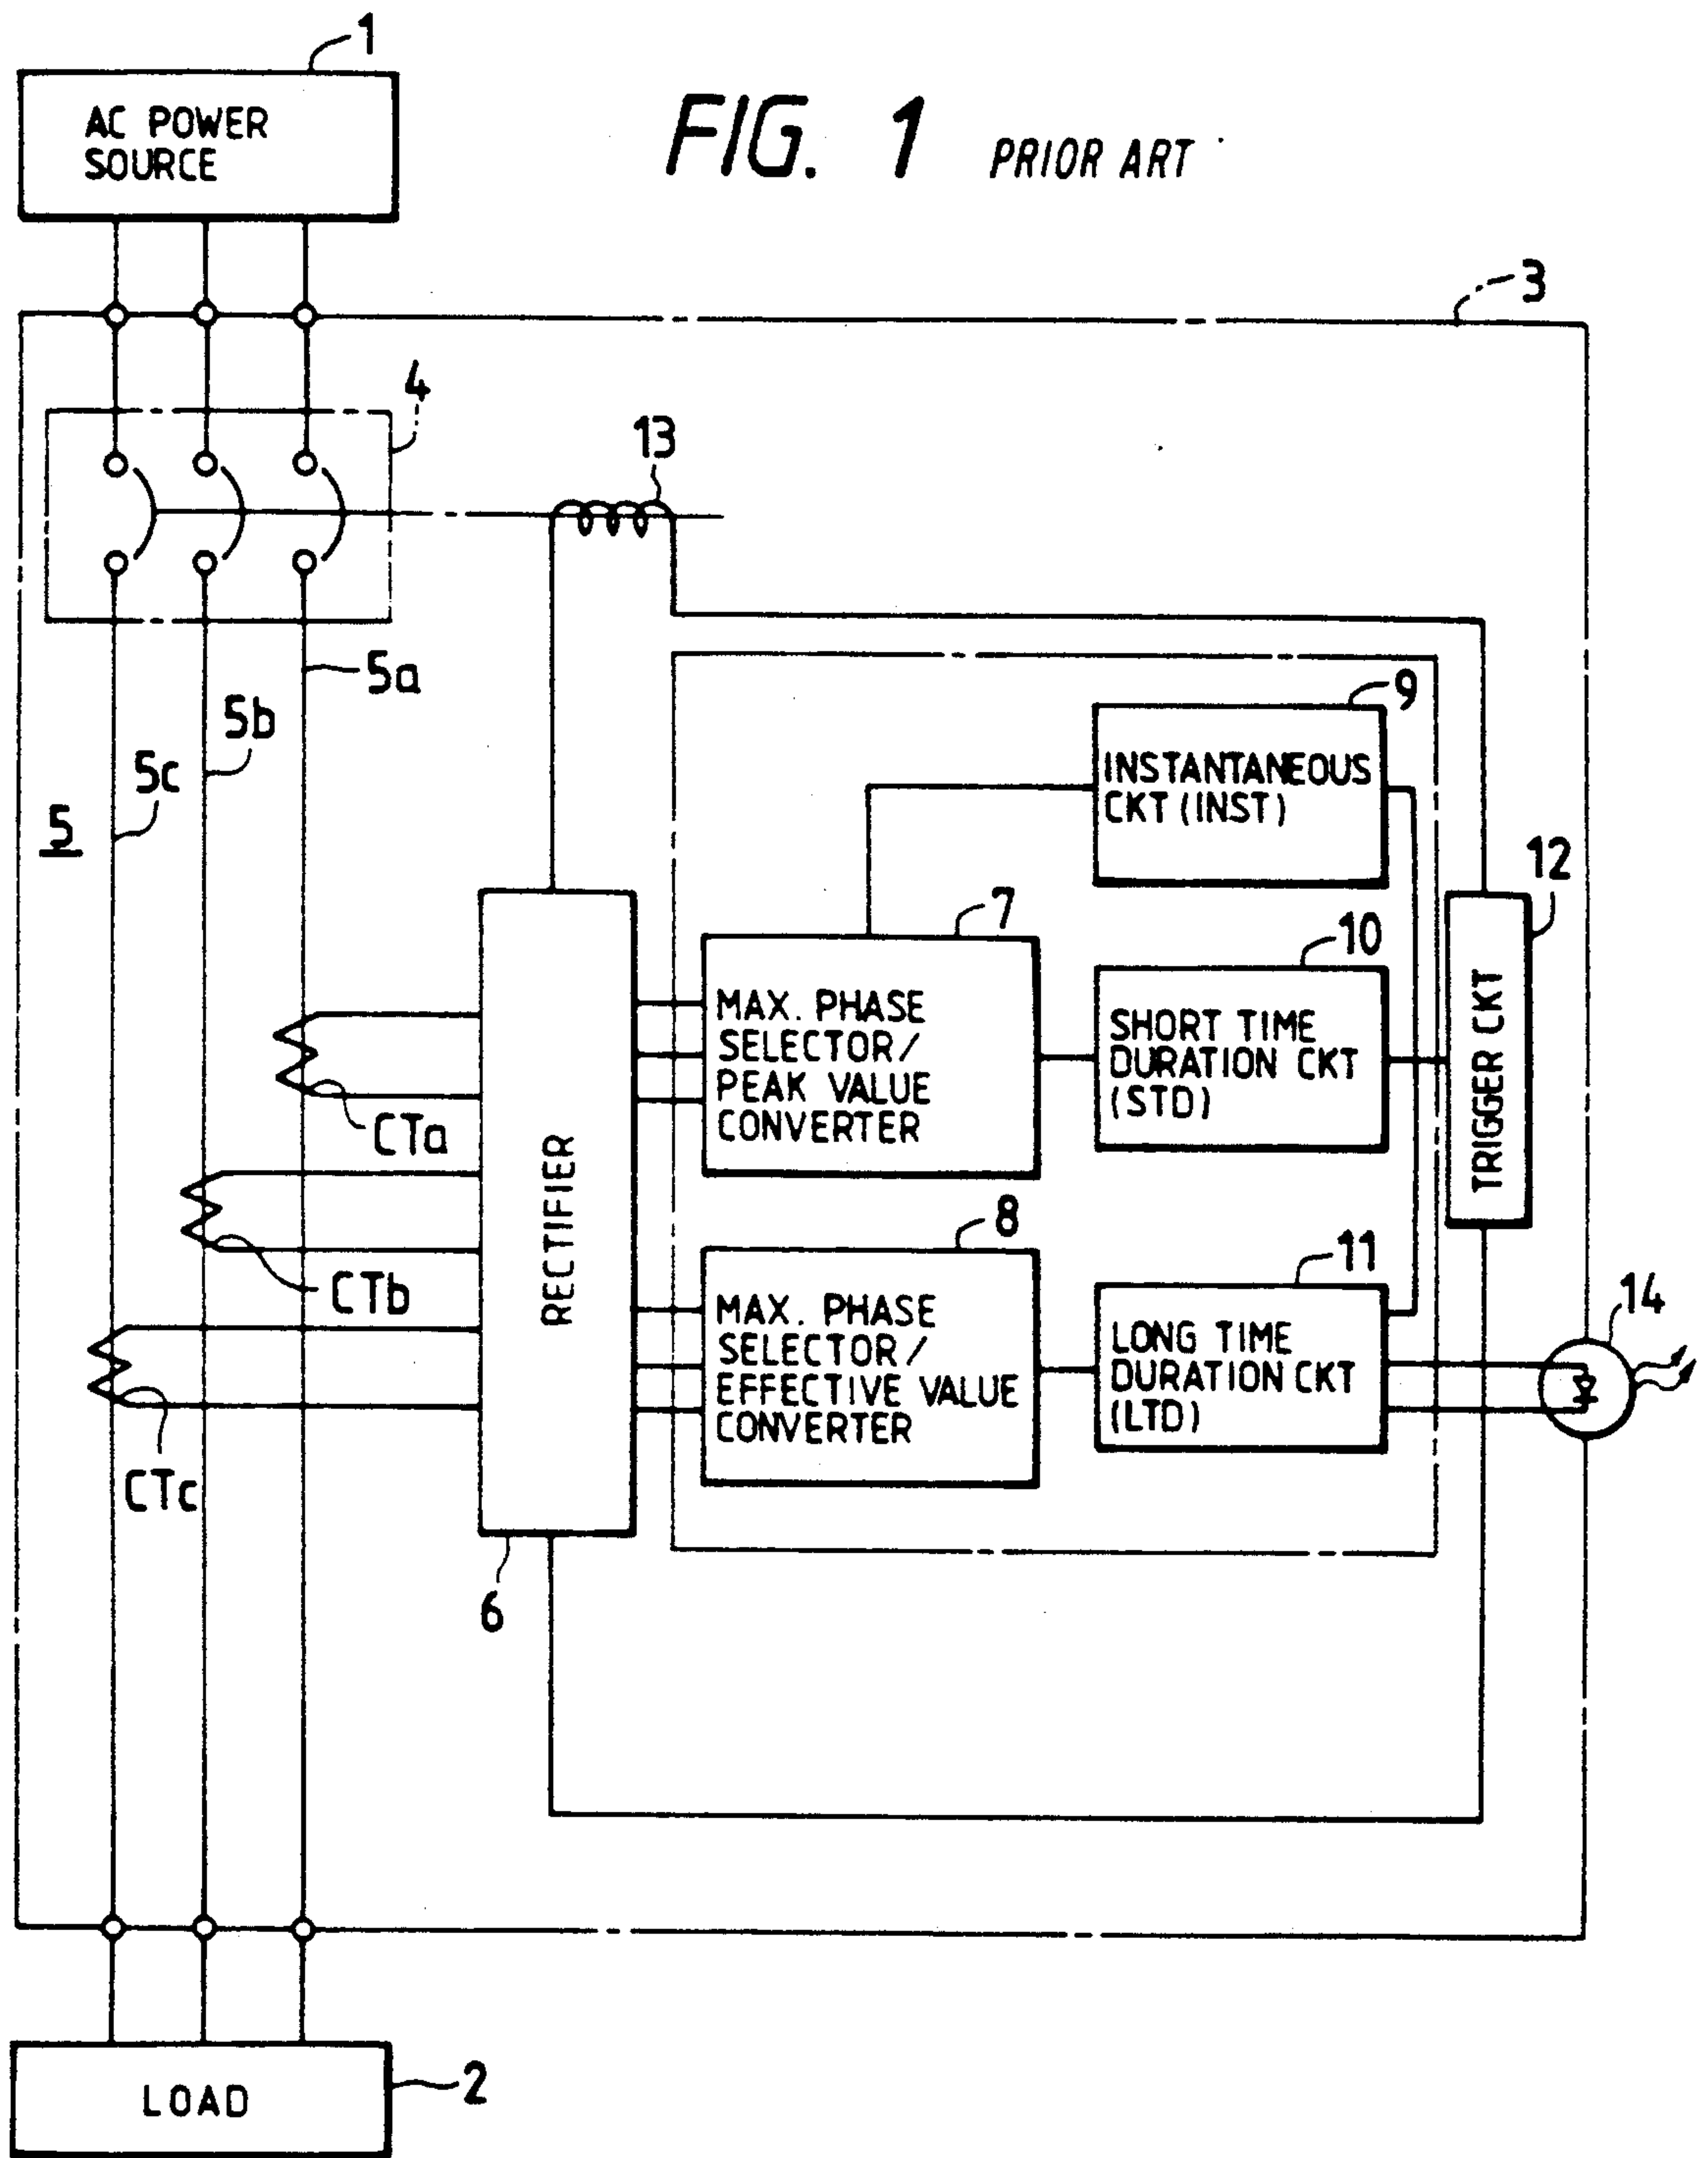 1
AC POWER
SOURCE
FIG. 1 PRIOR ART
3
4
13
5a
5b
5c
5
9
INSTANTANEOUS
CKT (INST)
12
7
10
MAX. PHASE
SELECTOR/
PEAK VALUE
CONVERTER
SHORT TIME
DURATION CKT
(STD)
TRIGGER CKT
CTa
RECTIFIER
8
11
CTb
14
MAX. PHASE
SELECTOR/
EFFECTIVE VALUE
CONVERTER
LONG TIME
DURATION CKT
(LTD)
CTc
6
2
LOAD